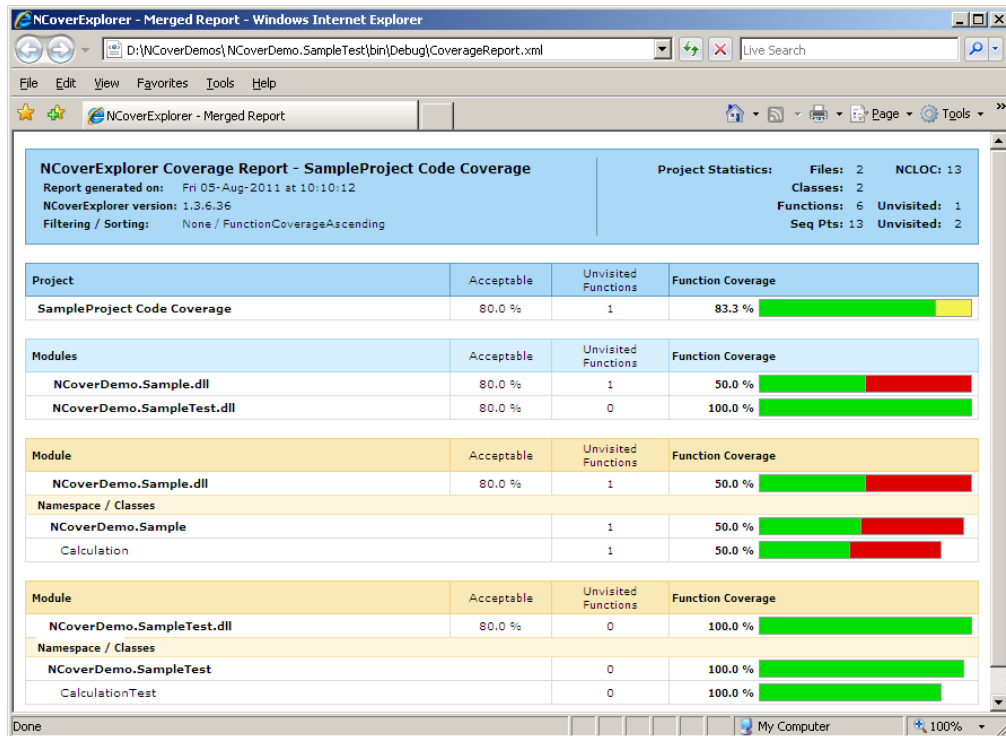 NCoverExplorer - Merged Report - Windows Internet Explorer
D:\NCoverDemos\ NCoverDemo.SampleTest\bin\Debug\CoverageReport.xml Live Search
File Edit View Favorites Tools Help
NCoverExplorer - Merged Report Page Tools »
NCoverExplorer Coverage Report - SampleProject Code Coverage Project Statistics: Files: 2 NCLOC: 13
Report generated on: Fri 05-Aug-2011 at 10:10:12 Classes: 2
NCoverExplorer version: 1.3.6.36 Functions: 6 Unvisited: 1
Filtering / Sorting: None / FunctionCoverageAscending Seq Pts: 13 Unvisited: 2
Project Acceptable Unvisited Functions Function Coverage
SampleProject Code Coverage 80.0 % 1 83.3 %
Modules Acceptable Unvisited Functions Function Coverage
NCoverDemo.Sample.dll 80.0 % 1 50.0 %
NCoverDemo.SampleTest.dll 80.0 % 0 100.0 %
Module Acceptable Unvisited Functions Function Coverage
NCoverDemo.Sample.dll 80.0 % 1 50.0 %
Namespace / Classes
NCoverDemo.Sample 1 50.0 %
Calculation 1 50.0 %
Module Acceptable Unvisited Functions Function Coverage
NCoverDemo.SampleTest.dll 80.0 % 0 100.0 %
Namespace / Classes
NCoverDemo.SampleTest 0 100.0 %
CalculationTest 0 100.0 %
Done My Computer 100%